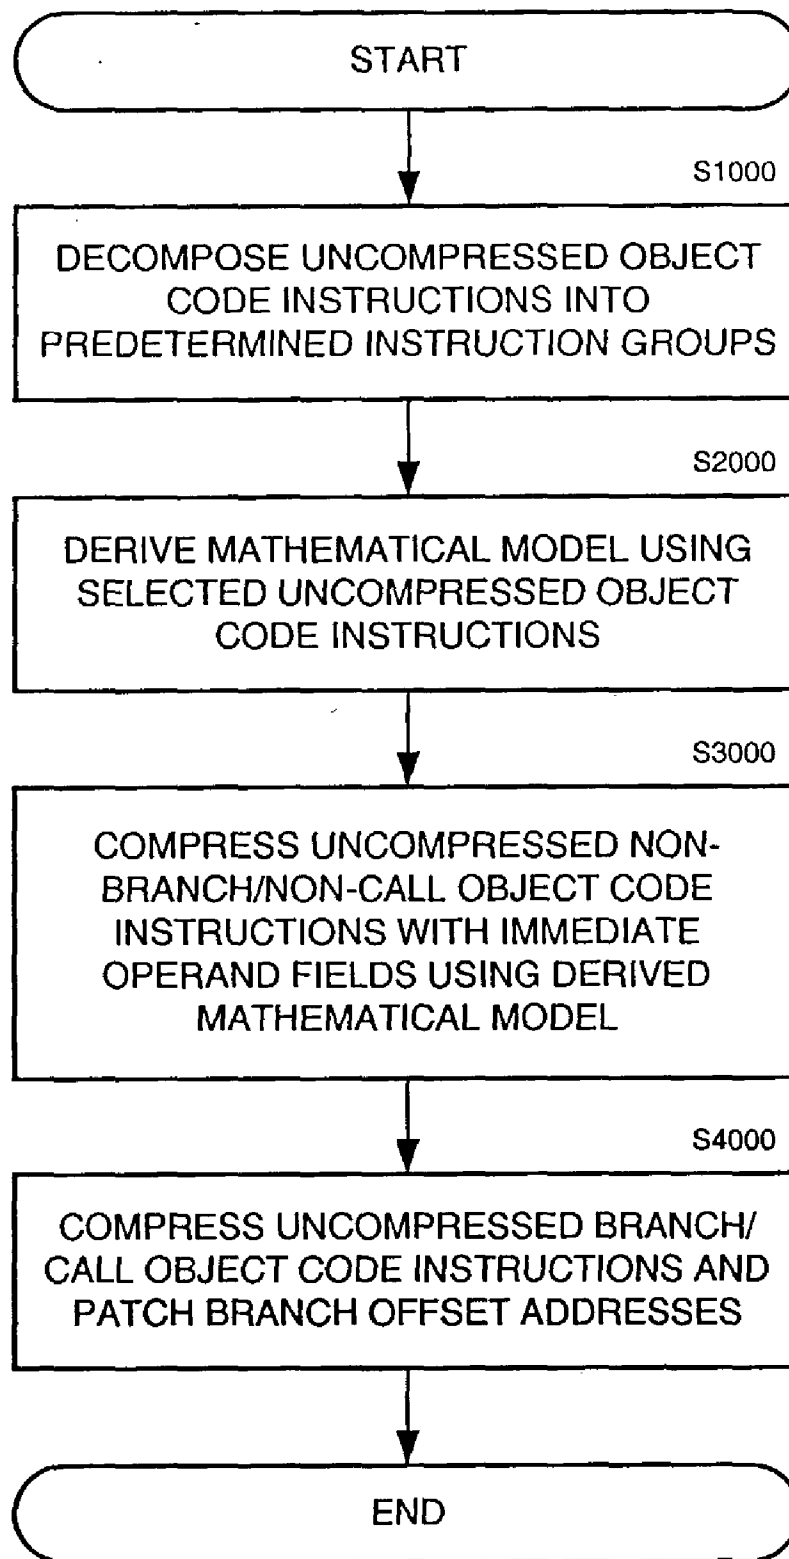 START
S1000
DECOMPOSE UNCOMPRESSED OBJECT
CODE INSTRUCTIONS INTO
PREDETERMINED INSTRUCTION GROUPS
S2000
DERIVE MATHEMATICAL MODEL USING
SELECTED UNCOMPRESSED OBJECT
CODE INSTRUCTIONS
S3000
COMPRESS UNCOMPRESSED NON-
BRANCH/NON-CALL OBJECT CODE
INSTRUCTIONS WITH IMMEDIATE
OPERAND FIELDS USING DERIVED
MATHEMATICAL MODEL
S4000
COMPRESS UNCOMPRESSED BRANCH/
CALL OBJECT CODE INSTRUCTIONS AND
PATCH BRANCH OFFSET ADDRESSES
END